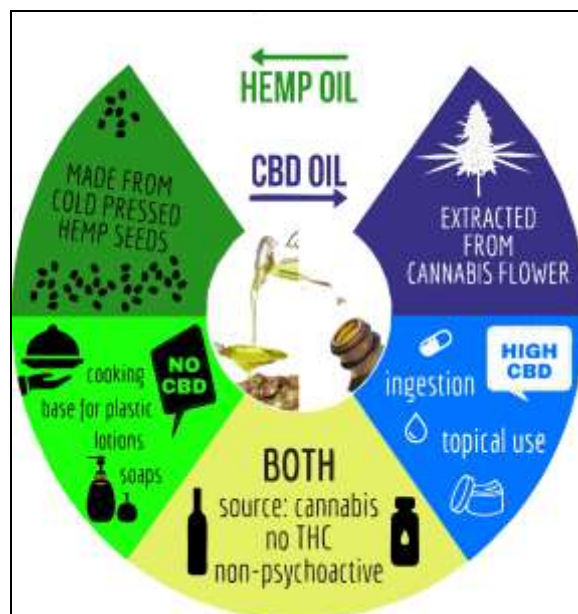 HEMP OIL
CBD OIL
MADE FROM
COLD PRESSED
HEMP SEEDS
EXTRACTED
FROM
CANNABIS FLOWER
NO
CBD
cooking
base for plastic
lotions
soaps
HIGH
CBD
ingestion
topical use
BOTH
source: cannabis
no THC
non-psychoactive